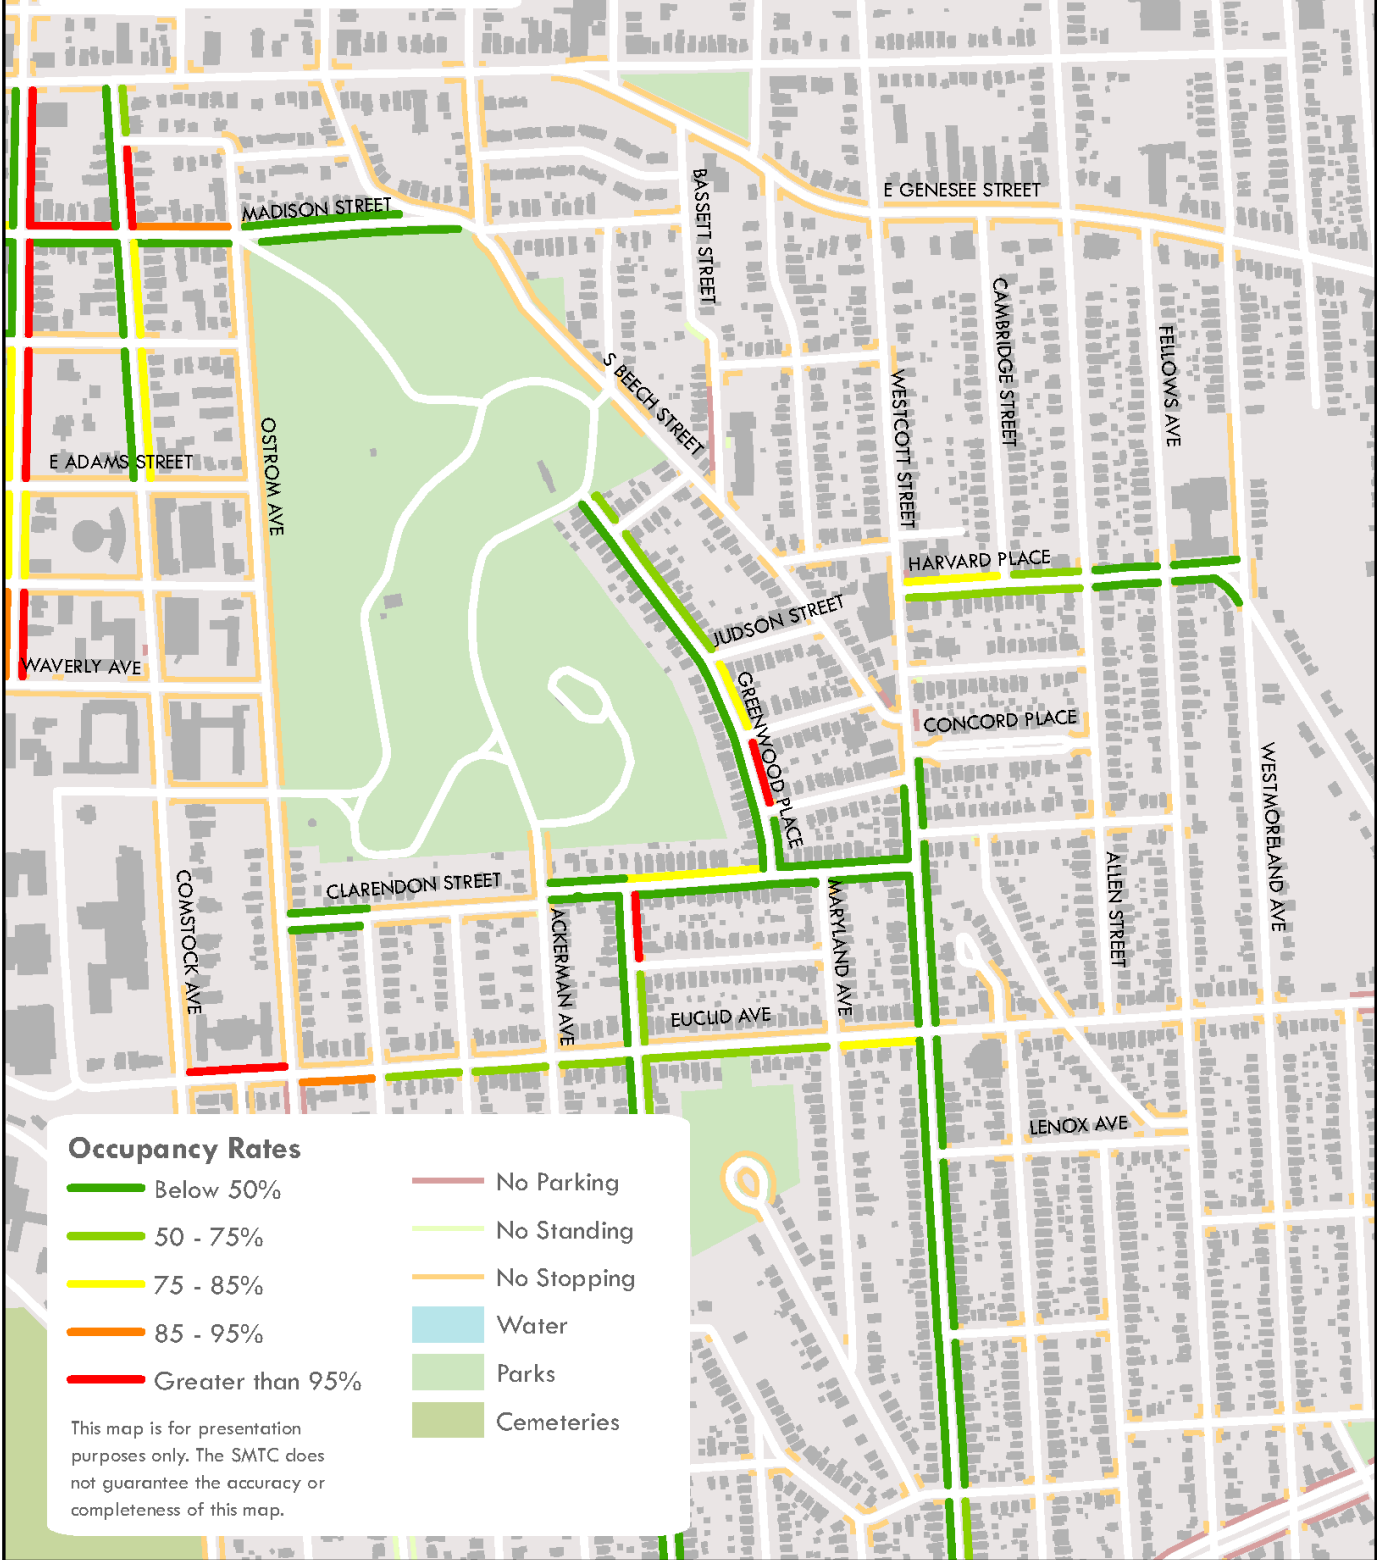 E GENESEE STREET
BASSETT STREET
MADISON STREET
CAMBRIDGE STREET
FELLOWS AVE
S BEECH STREET
WESTCOTT STREET
OSTROM AVE
E ADAMS STREET
HARVARD PLACE
JUDSON STREET
WAVERLY AVE
GREENWOOD PLACE
CONCORD PLACE
WESTMORELAND AVE
ALLEN STREET
CLARENDON STREET
COMSTOCK AVE
ACKERMAN AVE
MARYLAND AVE
EUCLID AVE
LENOX AVE
Occupancy Rates
Below 50%
50 - 75%
75 - 85%
85 - 95%
Greater than 95%
No Parking
No Standing
No Stopping
Water
Parks
Cemeteries
This map is for presentation
purposes only. The SMTC does
not guarantee the accuracy or
completeness of this map.